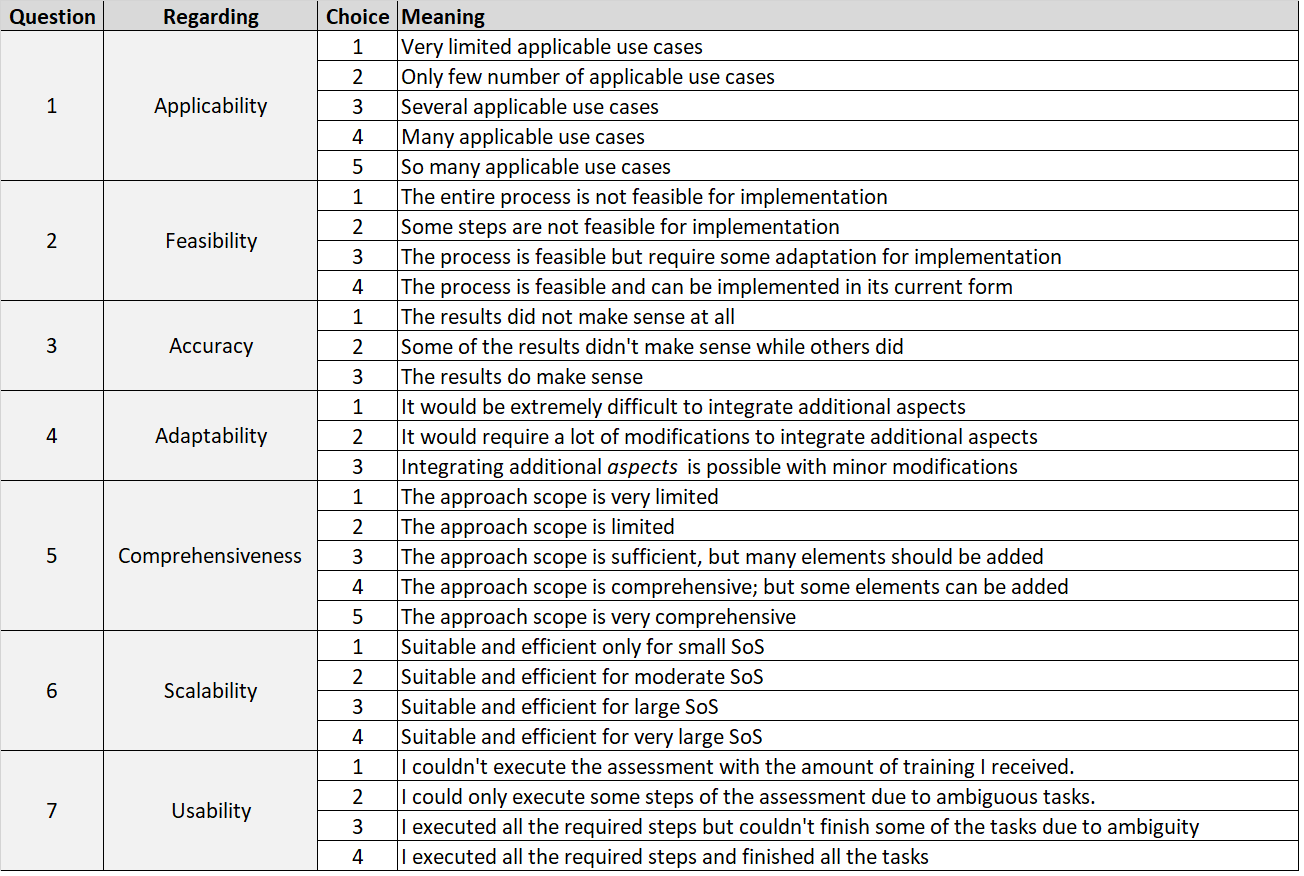 Question Regarding Choice Meaning
1 Applicability
1 Very limited applicable use cases
2 Only few number of applicable use cases
3 Several applicable use cases
4 Many applicable use cases
5 So many applicable use cases
2 Feasibility
1 The entire process is not feasible for implementation
2 Some steps are not feasible for implementation
3 The process is feasible but require some adaptation for implementation
4 The process is feasible and can be implemented in its current form
3 Accuracy
1 The results did not make sense at all
2 Some of the results didn't make sense while others did
3 The results do make sense
4 Adaptability
1 It would be extremely difficult to integrate additional aspects
2 It would require a lot of modifications to integrate additional aspects
3 Integrating additional aspects is possible with minor modifications
5 Comprehensiveness
1 The approach scope is very limited
2 The approach scope is limited
3 The approach scope is sufficient, but many elements should be added
4 The approach scope is comprehensive; but some elements can be added
5 The approach scope is very comprehensive
6 Scalability
1 Suitable and efficient only for small SoS
2 Suitable and efficient for moderate SoS
3 Suitable and efficient for large SoS
4 Suitable and efficient for very large SoS
7 Usability
1 I couldn't execute the assessment with the amount of training I received.
2 I could only execute some steps of the assessment due to ambiguous tasks.
3 I executed all the required steps but couldn't finish some of the tasks due to ambiguity
4 I executed all the required steps and finished all the tasks